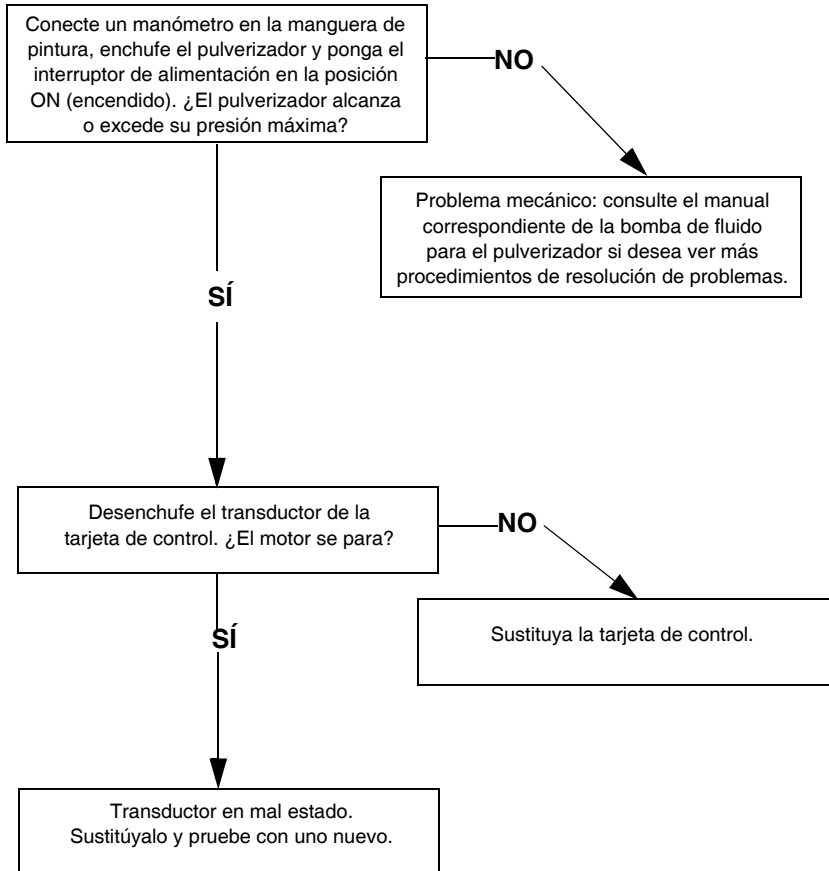 Conecte un manómetro en la manguera de
pintura, enchufe el pulverizador y ponga el
interruptor de alimentación en la posición
ON (encendido). ¿El pulverizador alcanza
o excede su presión máxima?
NO
Problema mecánico: consulte el manual
correspondiente de la bomba de fluido
para el pulverizador si desea ver más
procedimientos de resolución de problemas.
SÍ
Desenchufe el transductor de la
tarjeta de control. ¿El motor se para?
NO
Sustituya la tarjeta de control.
SÍ
Transductor en mal estado.
Sustitúyalo y pruebe con uno nuevo.